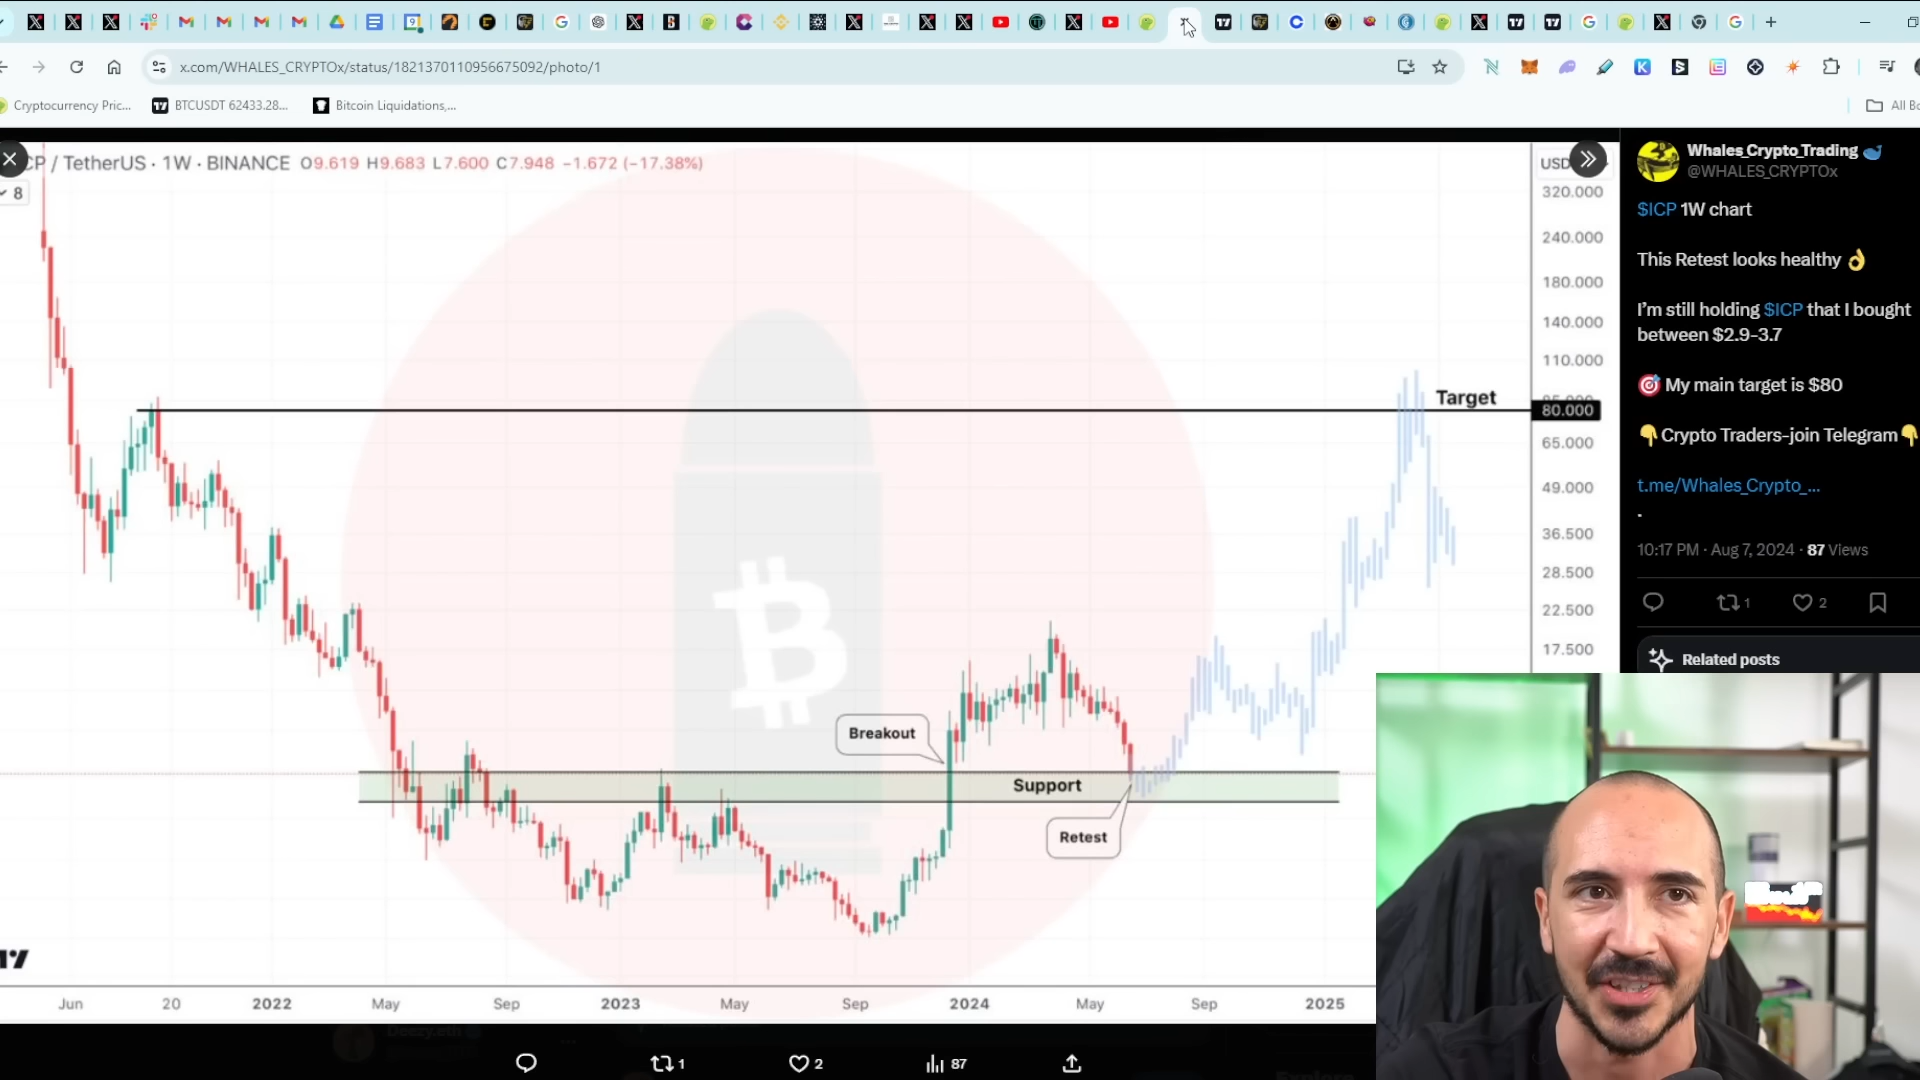 x.com/WHALES_CRYPTOx/status/1821370110956675092/photo/1
Cryptocurrency Pric...
BTCUSDT 62433.28...
Bitcoin Liquidations,...
All Bo
CP / TetherUS · 1W · BINANCE O9.619 H9.683 L7.600 C7.948 −1.672 (−17.38%)
8
USD
320.000
240.000
180.000
140.000
110.000
Target
80.000
65.000
49.000
36.500
28.500
22.500
17.500
Breakout
Support
Retest
Jun
20
2022
May
Sep
2023
May
Sep
2024
May
Sep
2025
Whales_Crypto_Trading
@WHALES_CRYPTOx
$ICP 1W chart
This Retest looks healthy 👌
I'm still holding $ICP that I bought
between $2.9-3.7
🎯 My main target is $80
👇Crypto Traders-join Telegram👇
t.me/Whales_Crypto_...
.
10:17 PM · Aug 7, 2024 · 87 Views
1
2
Related posts
1
2
87